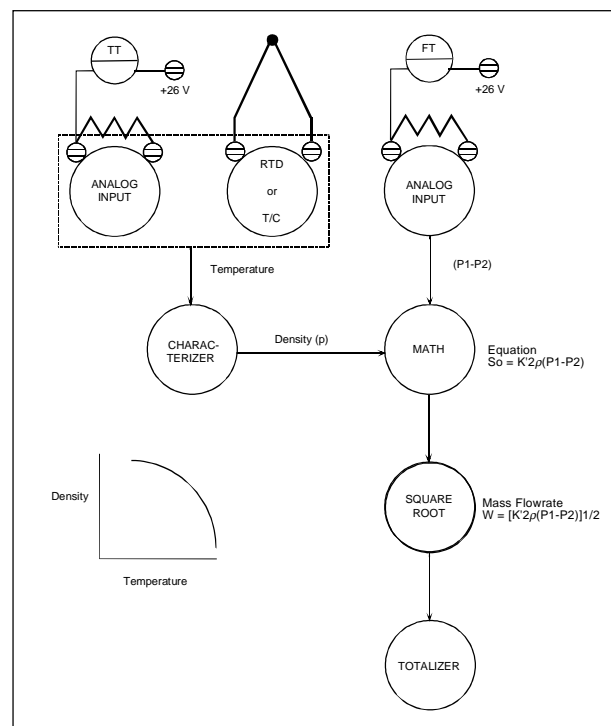 TT
FT
+26 V
+26 V
ANALOG
INPUT
RTD
or
T/C
ANALOG
INPUT
Temperature
(P1-P2)
CHARAC-
TERIZER
Density (p)
MATH
Equation
So = K'2ρ(P1-P2)
Density
Temperature
SQUARE
ROOT
Mass Flowrate
W = [K'2ρ(P1-P2)]1/2
TOTALIZER